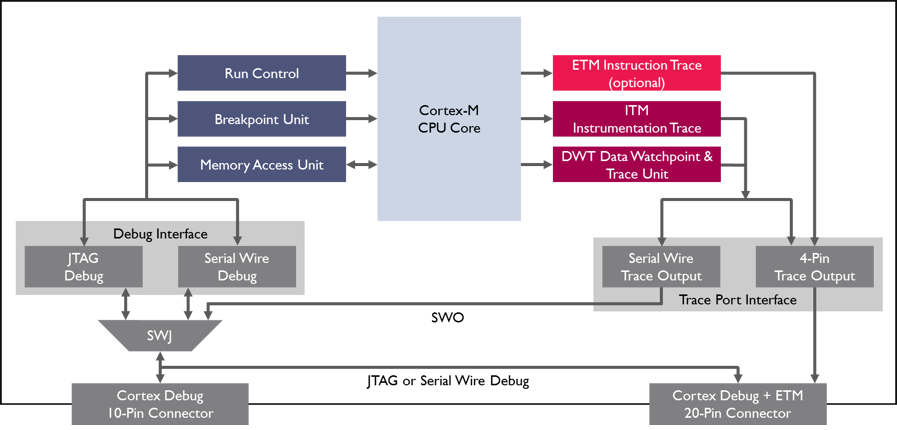 Run Control
Breakpoint Unit
Memory Access Unit
Cortex-M
CPU Core
ETM Instruction Trace
(optional)
ITM
Instrumentation Trace
DWT Data Watchpoint &
Trace Unit
Debug Interface
JTAG
Debug
Serial Wire
Debug
Serial Wire
Trace Output
4-Pin
Trace Output
Trace Port Interface
SWO
SWJ
JTAG or Serial Wire Debug
Cortex Debug
10-Pin Connector
Cortex Debug + ETM
20-Pin Connector